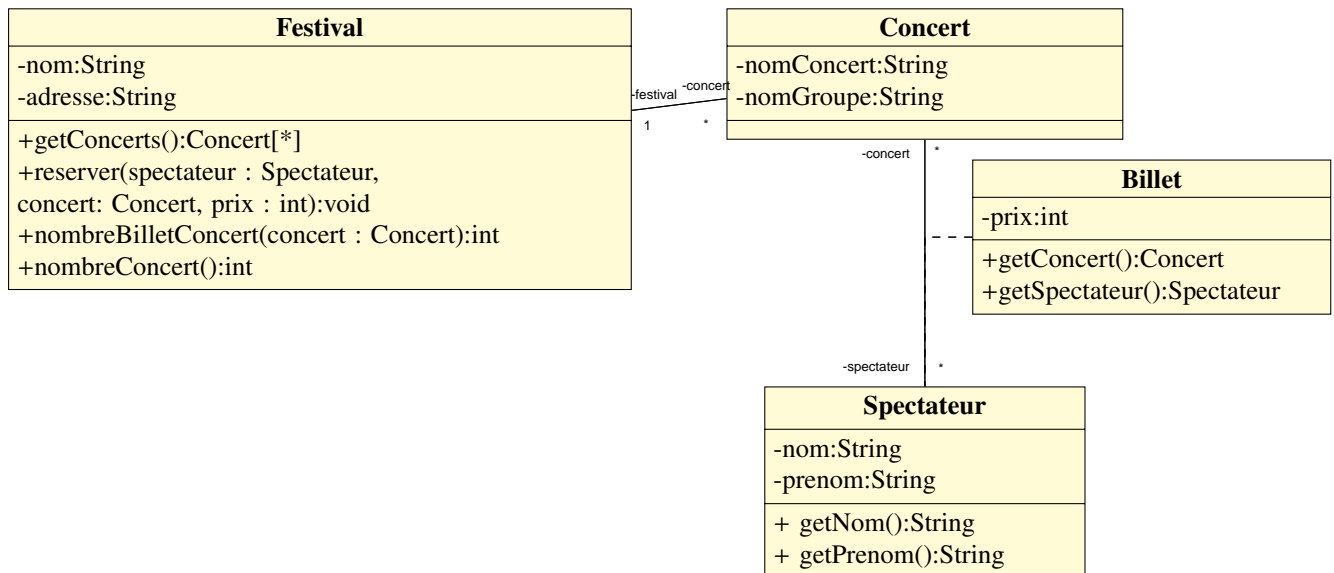 Festival
-nom:String
-adresse:String
+getConcerts():Concert[*]
+reserver(spectateur : Spectateur,
concert: Concert, prix : int):void
+nombreBilletConcert(concert : Concert):int
+nombreConcert():int
-festival
1
-concert
*
Concert
-nomConcert:String
-nomGroupe:String
-concert
*
Billet
-prix:int
+getConcert():Concert
+getSpectateur():Spectateur
-spectateur
*
Spectateur
-nom:String
-prenom:String
+ getNom():String
+ getPrenom():String